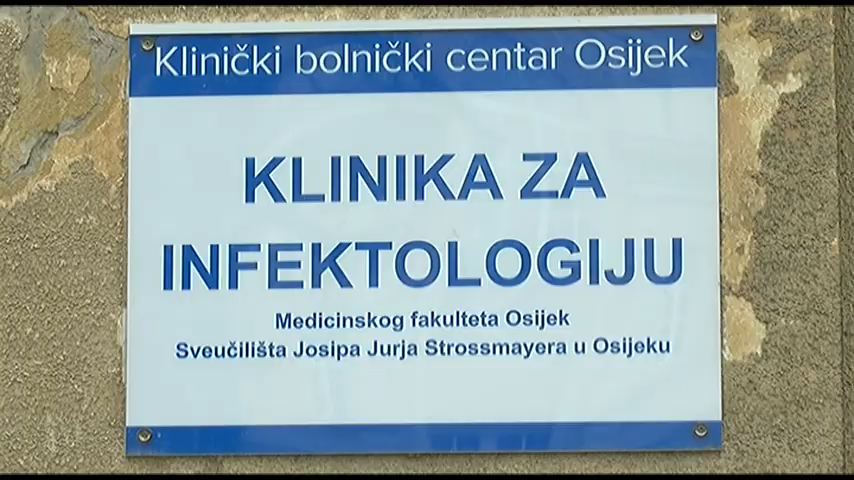 Klinički bolnički centar Osijek
KLINIKA ZA
INFEKTOLOGIJU
Medicinskog fakulteta Osijek
Sveučilišta Josipa Jurja Strossmayera u Osijeku